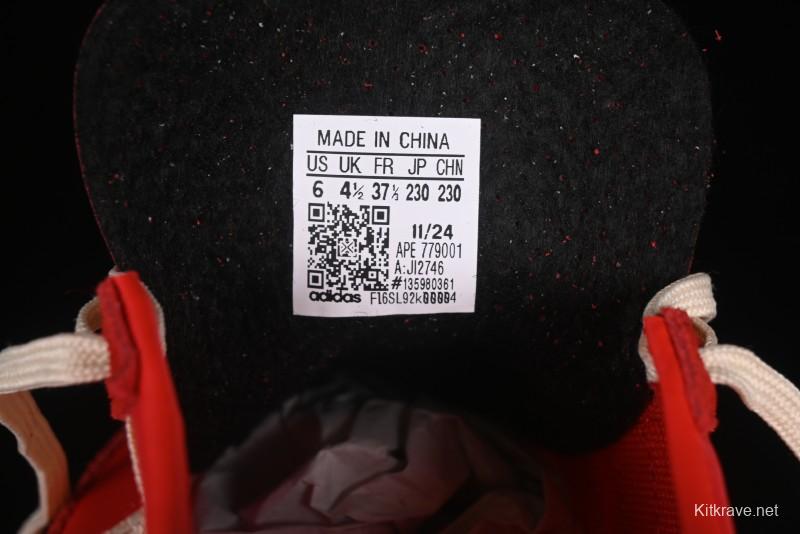 MADE IN CHINA
US UK FR JP CHN
6 4½ 37⅓ 230 230
11/24
APE 779001
A:JI2746
#135980361
adidas Fl6SL92k00004
Kitkrave.net